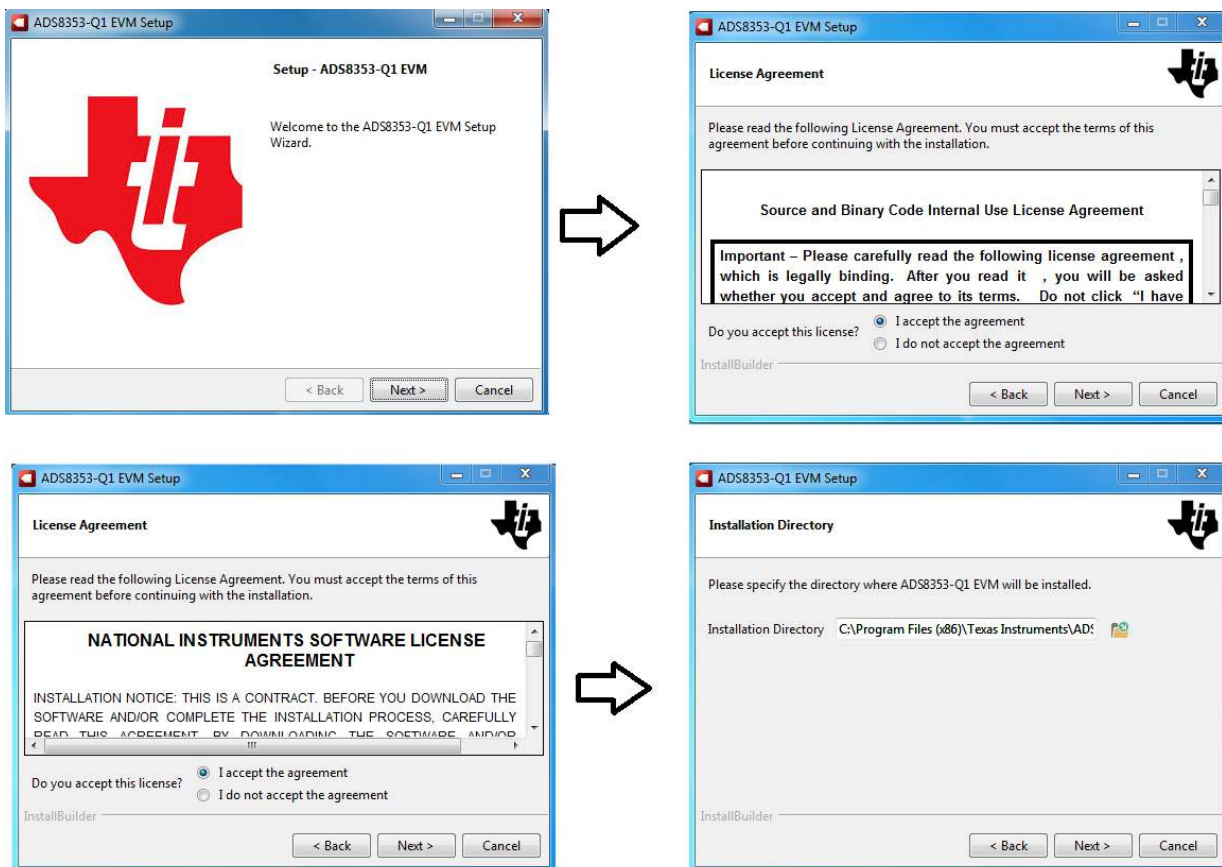 ADS8353-Q1 EVM Setup
Setup - ADS8353-Q1 EVM
Welcome to the ADS8353-Q1 EVM Setup
Wizard.
< Back Next > Cancel
ADS8353-Q1 EVM Setup
License Agreement
Please read the following License Agreement. You must accept the terms of this
agreement before continuing with the installation.
Source and Binary Code Internal Use License Agreement
Important – Please carefully read the following license agreement ,
which is legally binding. After you read it , you will be asked
whether you accept and agree to its terms. Do not click “I have
Do you accept this license?
I accept the agreement
I do not accept the agreement
InstallBuilder
< Back Next > Cancel
ADS8353-Q1 EVM Setup
License Agreement
Please read the following License Agreement. You must accept the terms of this
agreement before continuing with the installation.
NATIONAL INSTRUMENTS SOFTWARE LICENSE
AGREEMENT
INSTALLATION NOTICE: THIS IS A CONTRACT. BEFORE YOU DOWNLOAD THE
SOFTWARE AND/OR COMPLETE THE INSTALLATION PROCESS, CAREFULLY
READ THIS AGREEMENT. BY DOWNLOADING THE SOFTWARE AND/OR
Do you accept this license?
I accept the agreement
I do not accept the agreement
InstallBuilder
< Back Next > Cancel
ADS8353-Q1 EVM Setup
Installation Directory
Please specify the directory where ADS8353-Q1 EVM will be installed.
Installation Directory C:\Program Files (x86)\Texas Instruments\ADS
InstallBuilder
< Back Next > Cancel